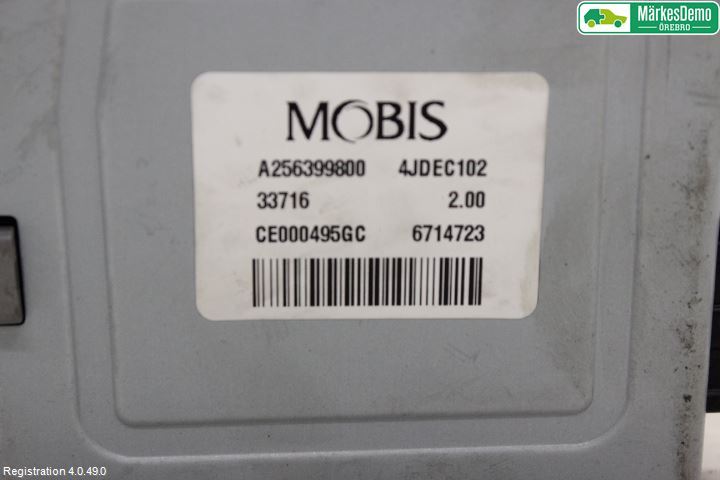 MärkesDemo
ÖREBRO
MOBIS
A256399800 4JDEC102
33716 2.00
CE000495GC 6714723
Registration 4.0.49.0